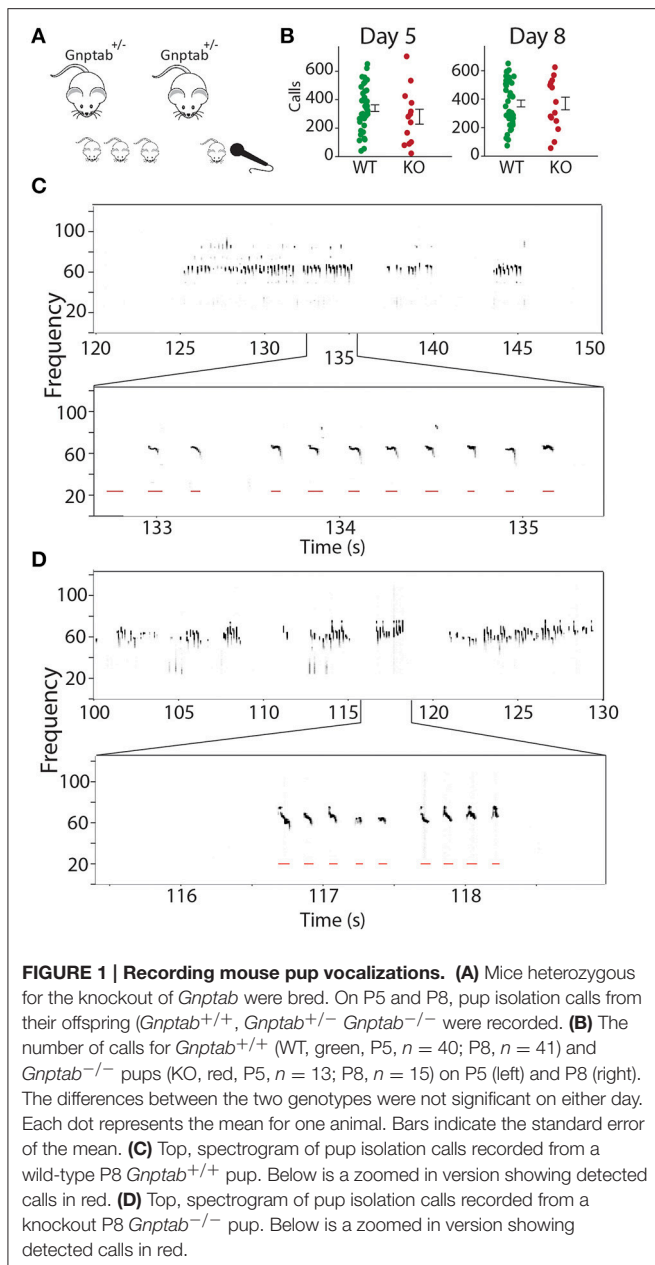 A
Gnptab+/-
Gnptab+/-
B
Day 5
Day 8
Calls
600
400
200
0
WT
KO
600
400
200
0
WT
KO
C
Frequency
100
60
20
120
125
130
135
140
145
150
100
60
20
133
134
135
Time (s)
D
Frequency
100
60
20
100
105
110
115
120
125
130
100
60
20
116
117
118
Time (s)
FIGURE 1 | Recording mouse pup vocalizations. (A) Mice heterozygous
for the knockout of Gnptab were bred. On P5 and P8, pup isolation calls from
their offspring (Gnptab+/+, Gnptab+/− Gnptab−/− were recorded. (B) The
number of calls for Gnptab+/+ (WT, green, P5, n = 40; P8, n = 41) and
Gnptab−/− pups (KO, red, P5, n = 13; P8, n = 15) on P5 (left) and P8 (right).
The differences between the two genotypes were not significant on either day.
Each dot represents the mean for one animal. Bars indicate the standard error
of the mean. (C) Top, spectrogram of pup isolation calls recorded from a
wild-type P8 Gnptab+/+ pup. Below is a zoomed in version showing detected
calls in red. (D) Top, spectrogram of pup isolation calls recorded from a
knockout P8 Gnptab−/− pup. Below is a zoomed in version showing
detected calls in red.